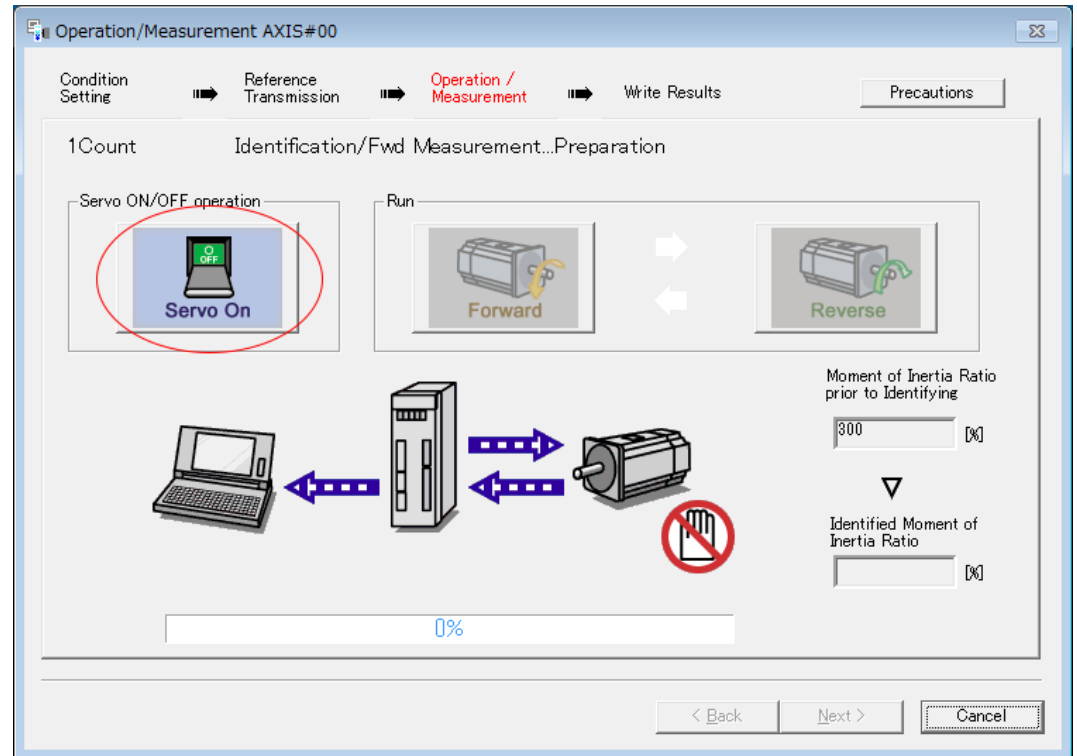 Operation/Measurement AXIS#00
Condition Setting
Reference Transmission
Operation / Measurement
Write Results
Precautions
1Count Identification/Fwd Measurement...Preparation
Servo ON/OFF operation
Run
OFF
Servo On
Forward
Reverse
Moment of Inertia Ratio
prior to Identifying
300 [%]
Identified Moment of
Inertia Ratio
[%]
0%
< Back
Next >
Cancel